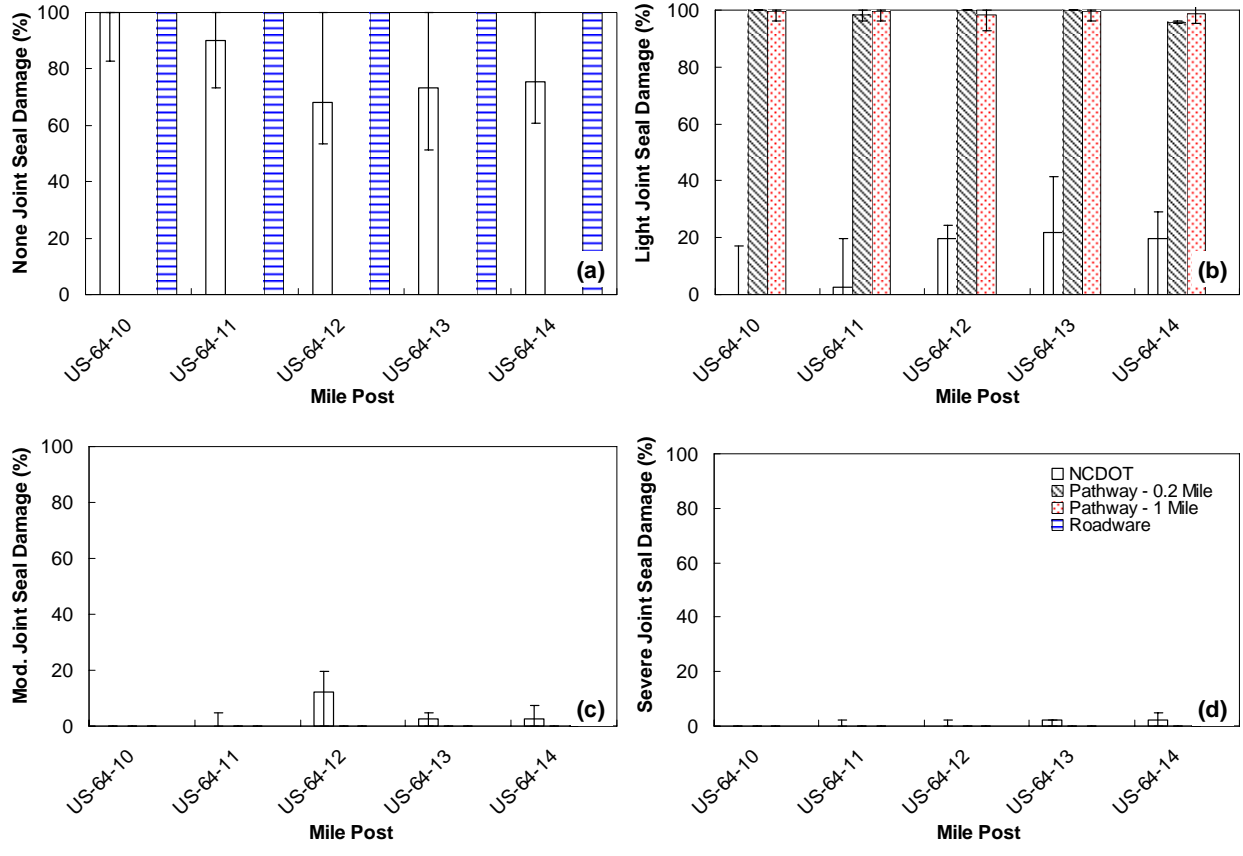 None Joint Seal Damage (%)
100
80
60
40
20
0
(a)
US-64-10
US-64-11
US-64-12
US-64-13
US-64-14
Mile Post
Light Joint Seal Damage (%)
100
80
60
40
20
0
(b)
US-64-10
US-64-11
US-64-12
US-64-13
US-64-14
Mile Post
Mod. Joint Seal Damage (%)
100
80
60
40
20
0
(c)
US-64-10
US-64-11
US-64-12
US-64-13
US-64-14
Mile Post
Severe Joint Seal Damage (%)
100
80
60
40
20
0
NCDOT
Pathway - 0.2 Mile
Pathway - 1 Mile
Roadware
(d)
US-64-10
US-64-11
US-64-12
US-64-13
US-64-14
Mile Post